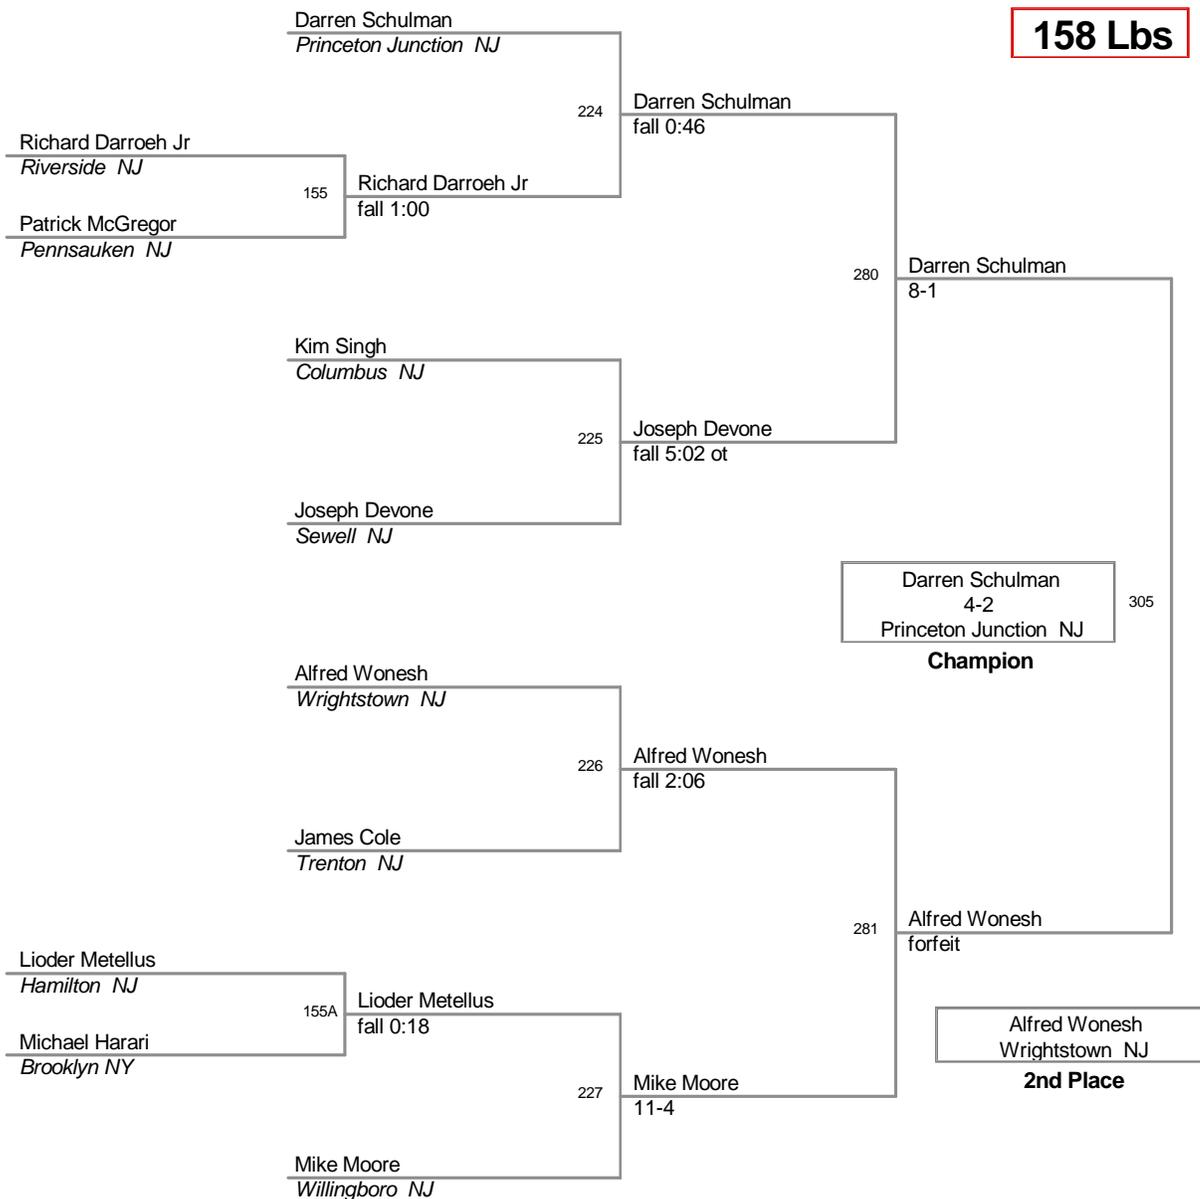 Darren Schulman
Princeton Junction NJ
158 Lbs
224
Darren Schulman
fall 0:46
Richard Darroeh Jr
Riverside NJ
155
Richard Darroeh Jr
fall 1:00
Patrick McGregor
Pennsauken NJ
280
Darren Schulman
8-1
Kim Singh
Columbus NJ
225
Joseph Devone
fall 5:02 ot
Joseph Devone
Sewell NJ
Darren Schulman
4-2
Princeton Junction NJ
305
Champion
Alfred Wonesh
Wrightstown NJ
226
Alfred Wonesh
fall 2:06
James Cole
Trenton NJ
281
Alfred Wonesh
forfeit
Lioder Metellus
Hamilton NJ
155A
Lioder Metellus
fall 0:18
Michael Harari
Brooklyn NY
Alfred Wonesh
Wrightstown NJ
2nd Place
227
Mike Moore
11-4
Mike Moore
Willingboro NJ